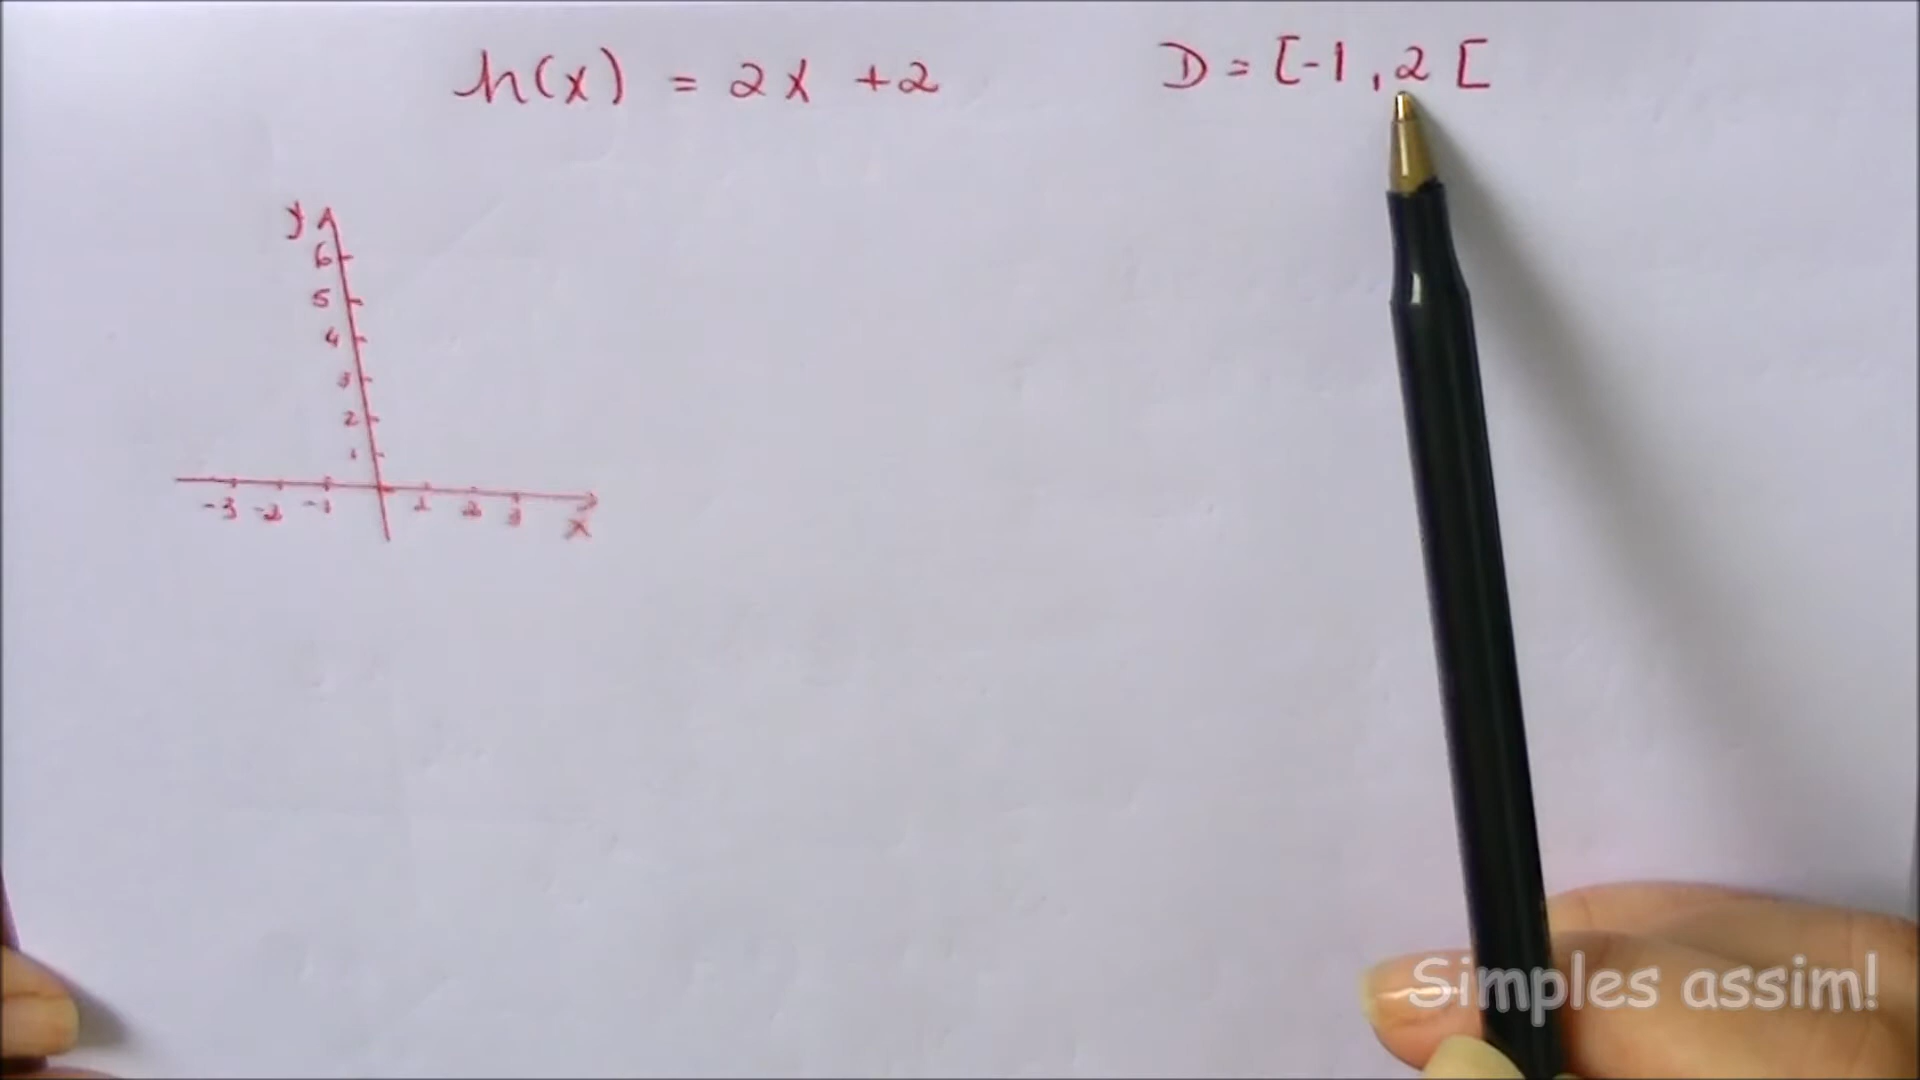 h(x) = 2x + 2
D = [-1, 2[
y
6
5
4
3
2
1
-3 -2 -1 1 2 3
x
Simples assim!